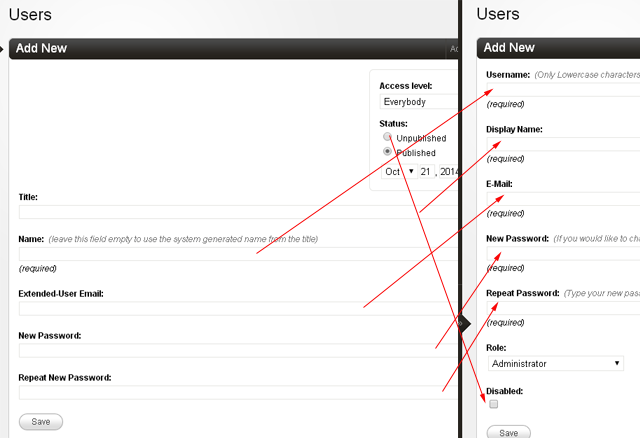 Users
Add New
Access level:
Everybody
Status:
Unpublished
Published
Oct 21 , 2014
Title:
Name: (leave this field empty to use the system generated name from the title)
(required)
Extended-User Email:
New Password:
Repeat New Password:
Save
Users
Add New
Username: (Only Lowercase characters
(required)
Display Name:
(required)
E-Mail:
(required)
New Password: (If you would like to
(required)
Repeat Password: (Type your new
(required)
Role:
Administrator
Disabled:
Save